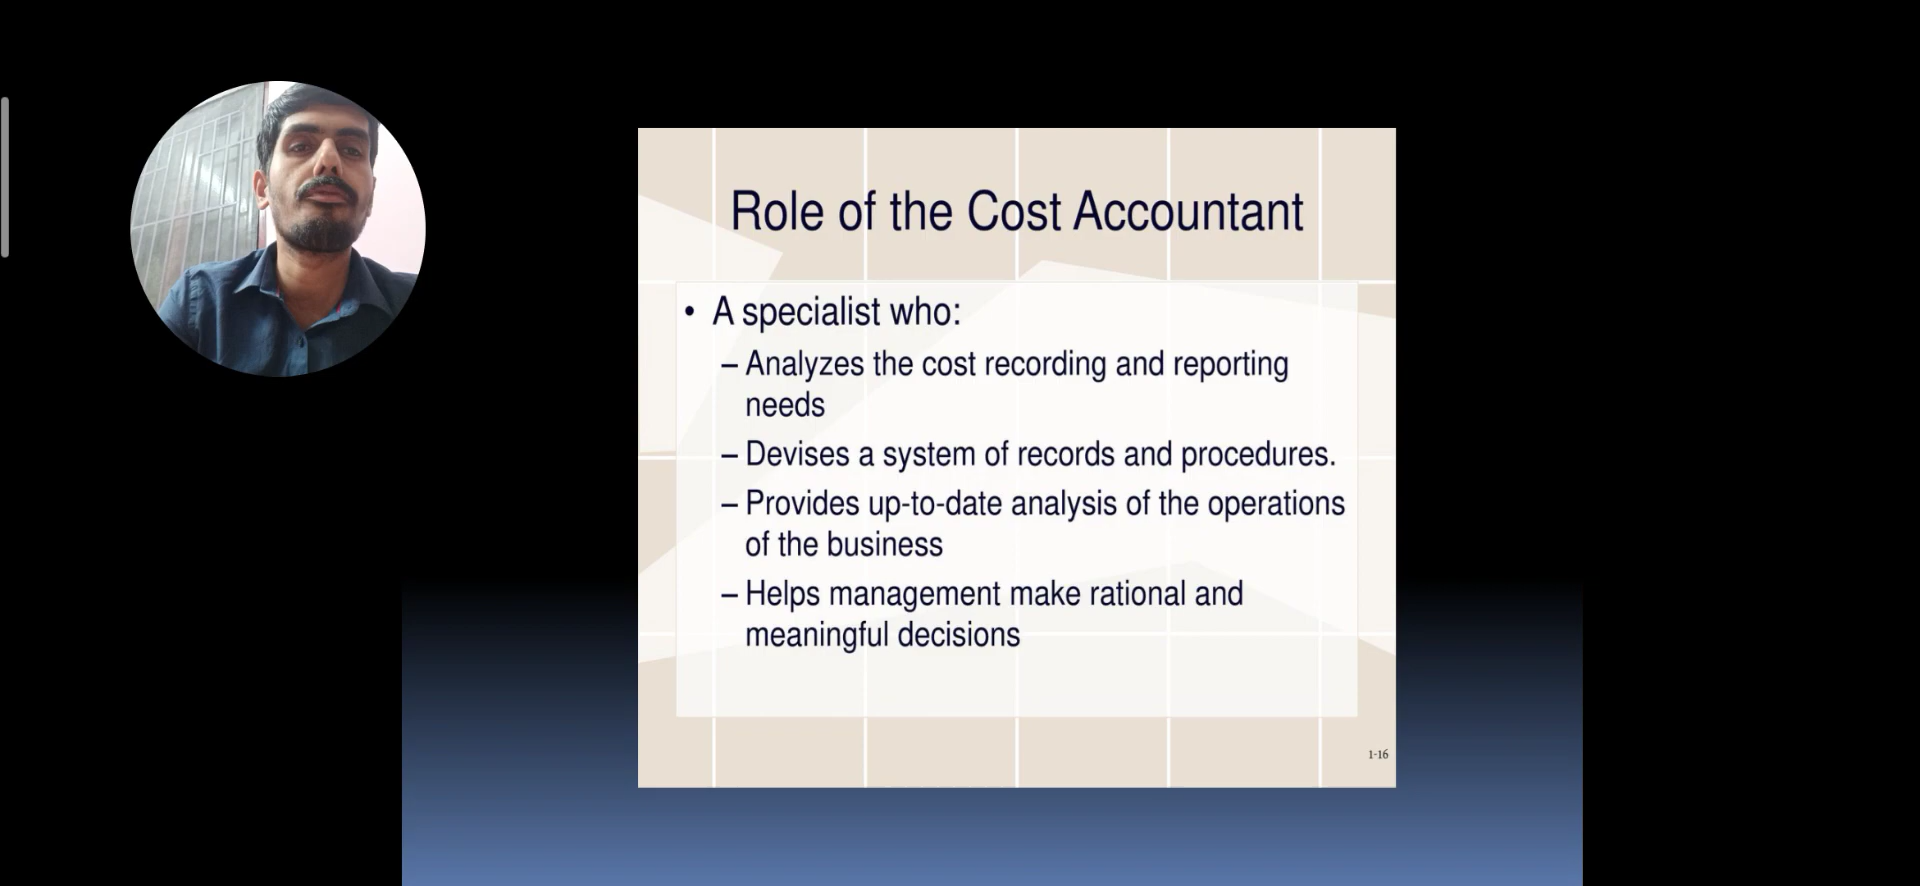 Role of the Cost Accountant
• A specialist who:
– Analyzes the cost recording and reporting
needs
– Devises a system of records and procedures.
– Provides up-to-date analysis of the operations
of the business
– Helps management make rational and
meaningful decisions
1-16